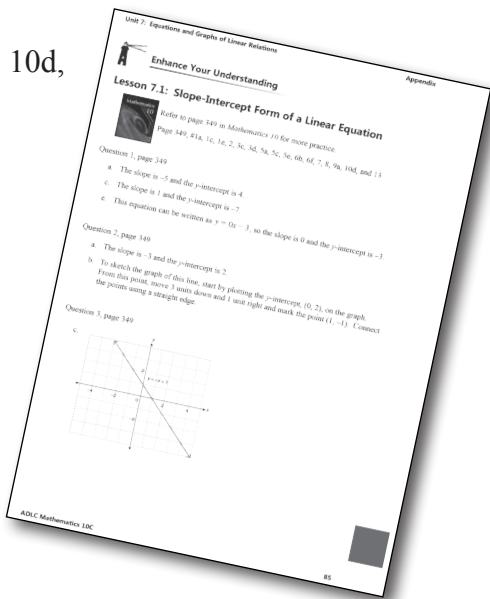 10d,
Unit 7: Equations and Graphs of Linear Relations
Appendix
Enhance Your Understanding
Lesson 7.1: Slope-Intercept Form of a Linear Equation
Mathematics
10
Refer to page 349 in Mathematics 10 for more practice.
Page 349, #1a, 1c, 1e, 2, 3c, 3d, 5a, 5c, 5e, 6b, 6f, 7, 8, 9a, 10d, and 13
Question 1, page 349
a. The slope is –5 and the y-intercept is 4.
c. The slope is 1 and the y-intercept is –7.
e. This equation can be written as y = 0x – 3, so the slope is 0 and the y-intercept is –3.
Question 2, page 349
a. The slope is –3 and the y-intercept is 2.
b. To sketch the graph of this line, start by plotting the y-intercept, (0, 2), on the graph.
From this point, move 3 units down and 1 unit right and mark the point (1, –1). Connect
the points using a straight edge.
Question 3, page 349
c.
ADLC Mathematics 10C
85